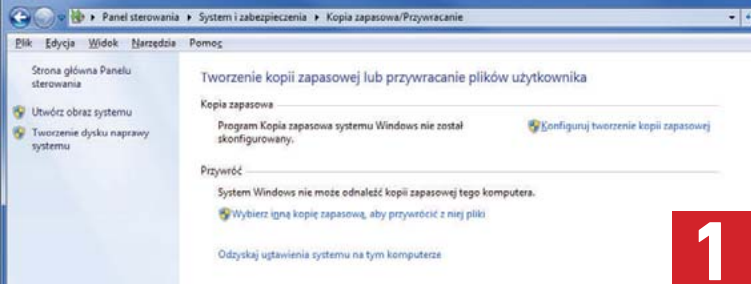 Panel sterowania ▸ System i zabezpieczenia ▸ Kopia zapasowa/Przywracanie
Plik Edycja Widok Narzędzia Pomoc
Strona główna Panelu
sterowania
Utwórz obraz systemu
Tworzenie dysku naprawy
systemu
Tworzenie kopii zapasowej lub przywracanie plików użytkownika
Kopia zapasowa
Program Kopia zapasowa systemu Windows nie został
skonfigurowany.
Konfiguruj tworzenie kopii zapasowej
Przywróć
System Windows nie może odnaleźć kopii zapasowej tego komputera.
Wybierz inną kopię zapasową, aby przywrócić z niej pliki
Odzyskaj ustawienia systemu na tym komputerze
1